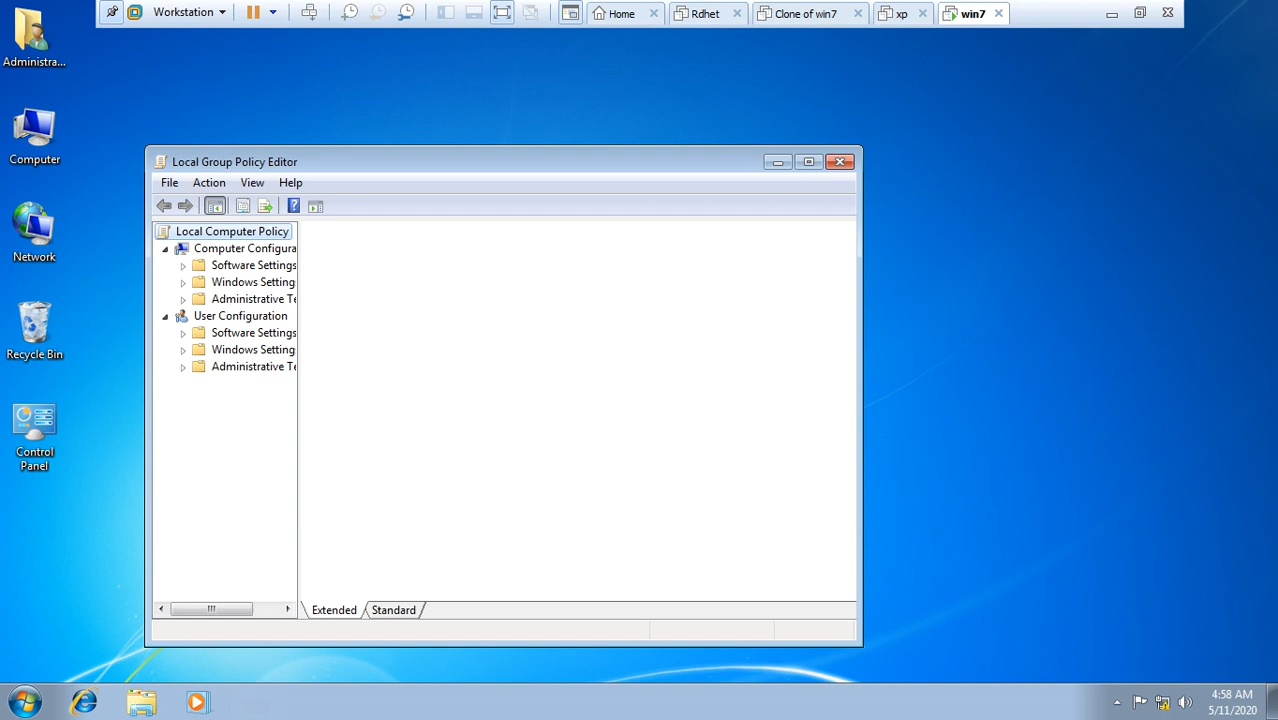 Workstation
Home
Rdhet
Clone of win7
xp
win7
Administra...
Computer
Network
Recycle Bin
Control
Panel
Local Group Policy Editor
File Action View Help
Local Computer Policy
Computer Configura
Software Settings
Windows Setting
Administrative Te
User Configuration
Software Settings
Windows Setting
Administrative Te
Extended
Standard
4:58 AM
5/11/2020